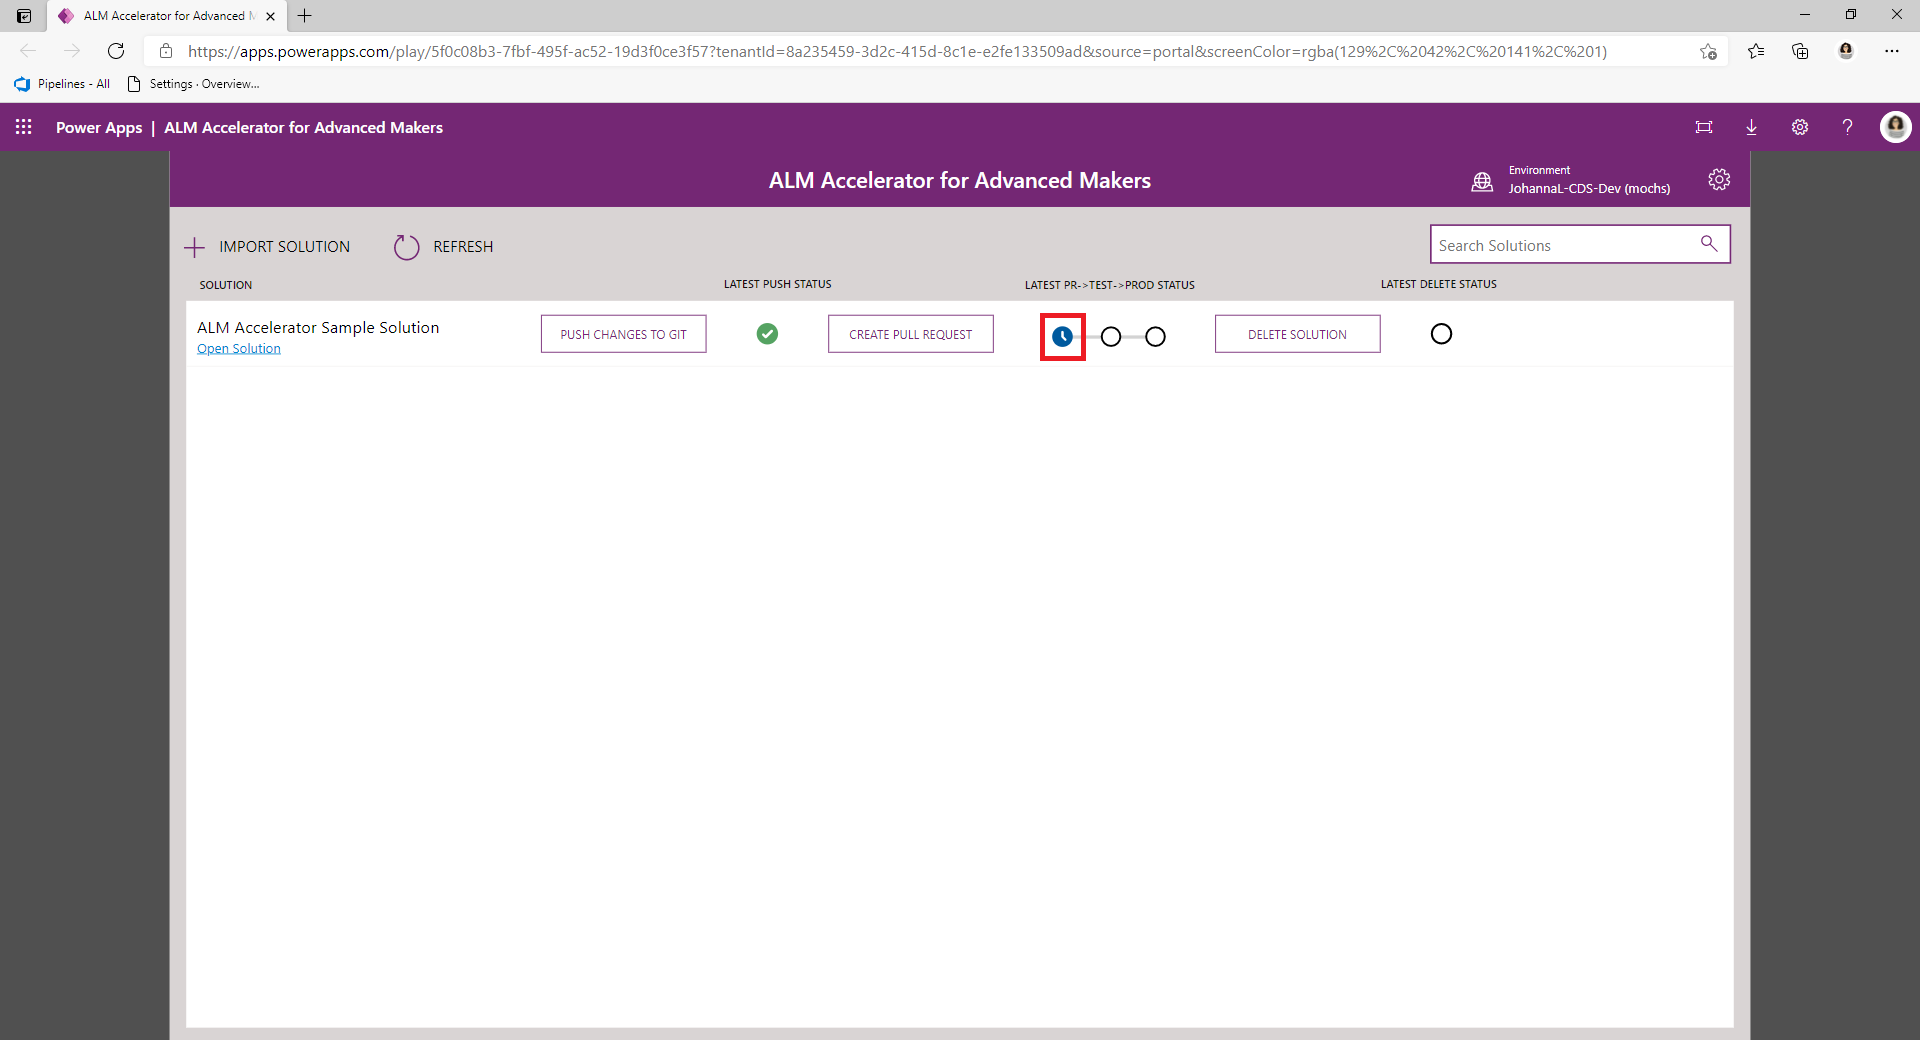 ALM Accelerator for Advanced M
https://apps.powerapps.com/play/5f0c08b3-7fbf-495f-ac52-19d3f0ce3f57?tenantId=8a235459-3d2c-415d-8c1e-e2fe133509ad&source=portal&screenColor=rgba(129%2C%2042%2C%20141%2C%201)
Pipelines - All
Settings · Overview...
Power Apps | ALM Accelerator for Advanced Makers
ALM Accelerator for Advanced Makers
Environment
JohannaL-CDS-Dev (mochs)
IMPORT SOLUTION
REFRESH
Search Solutions
SOLUTION
LATEST PUSH STATUS
LATEST PR->TEST->PROD STATUS
LATEST DELETE STATUS
ALM Accelerator Sample Solution
Open Solution
PUSH CHANGES TO GIT
CREATE PULL REQUEST
DELETE SOLUTION